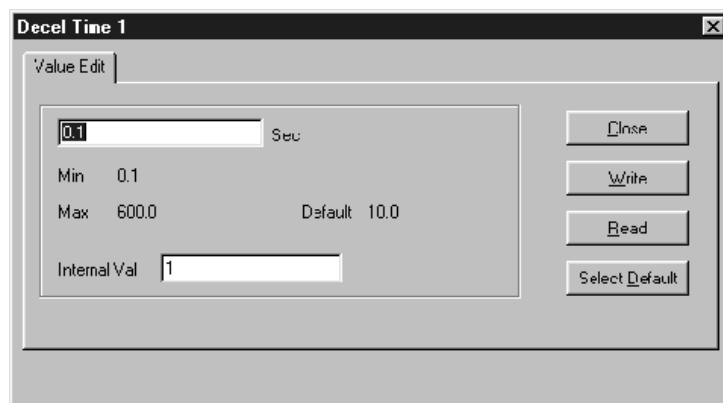 Decel Time 1
Value Edit
0.1 Sec
Min 0.1
Max 600.0 Default 10.0
Internal Val 1
Close
Write
Read
Select Default